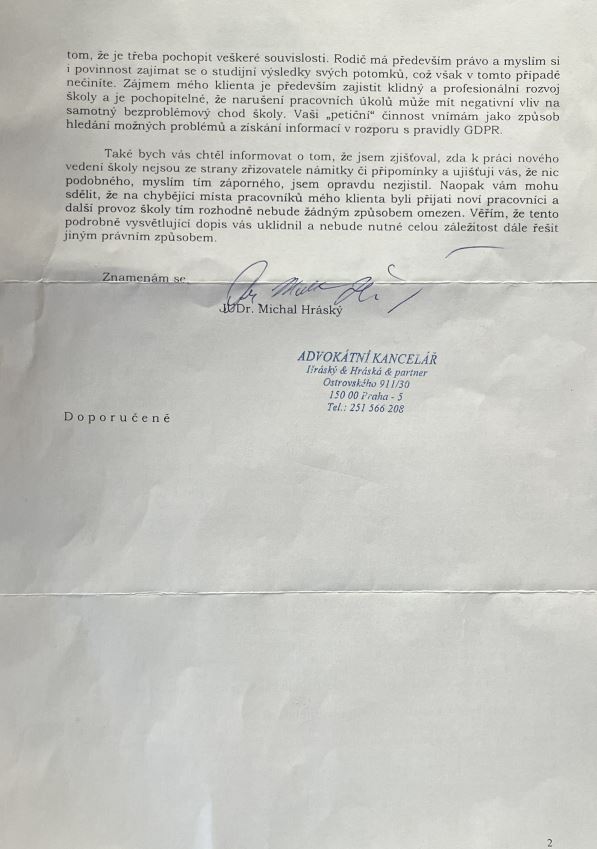 tom, že je třeba pochopit veškeré souvislosti. Rodič má především právo a myslím si
i povinnost zajímat se o studijní výsledky svých potomků, což však v tomto případě
nečiníte. Zájmem mého klienta je především zajistit klidný a profesionální rozvoj
školy a je pochopitelné, že narušení pracovních úkolů může mít negativní vliv na
samotný bezproblémový chod školy. Vaši „petiční“ činnost vnímám jako způsob
hledání možných problémů a získání informací v rozporu s pravidly GDPR.
Také bych vás chtěl informovat o tom, že jsem zjišťoval, zda k práci nového
vedení školy nejsou ze strany zřizovatele námitky či připomínky a ujišťuji vás, že nic
podobného, myslím tím záporného, jsem opravdu nezjistil. Naopak vám mohu
sdělit, že na chybějící místa pracovníků mého klienta byli přijati noví pracovníci a
další provoz školy tím rozhodně nebude žádným způsobem omezen. Věřím, že tento
podrobně vysvětlující dopis vás uklidnil a nebude nutné celou záležitost dále řešit
jiným právním způsobem.
Znamenám se
JUDr. Michal Hráský
ADVOKÁTNÍ KANCELÁŘ
Hráský & Hráská & partner
Ostrovského 911/30
150 00 Praha - 5
Tel.: 251 566 208
Doporučeně
2